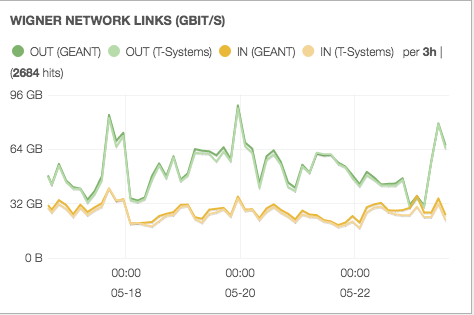 WIGNER NETWORK LINKS (GBIT/S)
OUT (GEANT) OUT (T-Systems) IN (GEANT) IN (T-Systems) per 3h |
(2684 hits)
96 GB
64 GB
32 GB
0 B
00:00 00:00 00:00
05-18 05-20 05-22